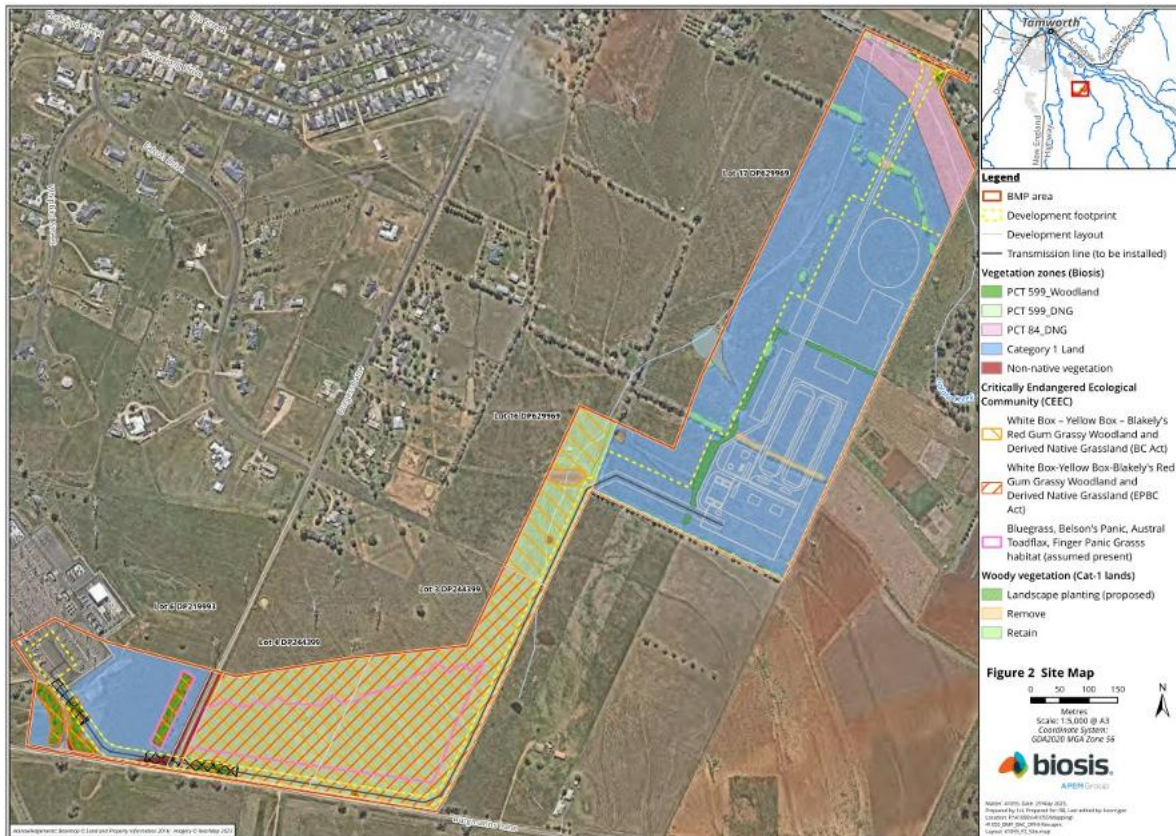 Tamworth
New England
Legend
BMP area
Development footprint
Development layout
Transmission line (to be installed)
Vegetation zones (Biosis)
PCT 599_Woodland
PCT 599_DNG
PCT 84_DNG
Category 1 Land
Non-native vegetation
Critically Endangered Ecological
Community (CEEC)
White Box – Yellow Box – Blakely's
Red Gum Grassy Woodland and
Derived Native Grassland (BC Act)
White Box-Yellow Box-Blakely's Red
Gum Grassy Woodland and
Derived Native Grassland (EPBC
Act)
Bluegrass, Belson's Panic, Austral
Toadflax, Finger Panic Grasss
habitat (assumed present)
Woody vegetation (Cat-1 lands)
Landscape planting (proposed)
Remove
Retain
Figure 2 Site Map
0 50 100 150
Metres
Scale: 1:5,000 @ A3
Coordinate System:
GDA2020 MGA Zone 56
N
biosis.
APEM Group
Lot 17 DP629969
Lot 16 DP629969
Lot 3 DP244399
Lot 4 DP244399
Lot 6 DP219993
Burgmanns Lane